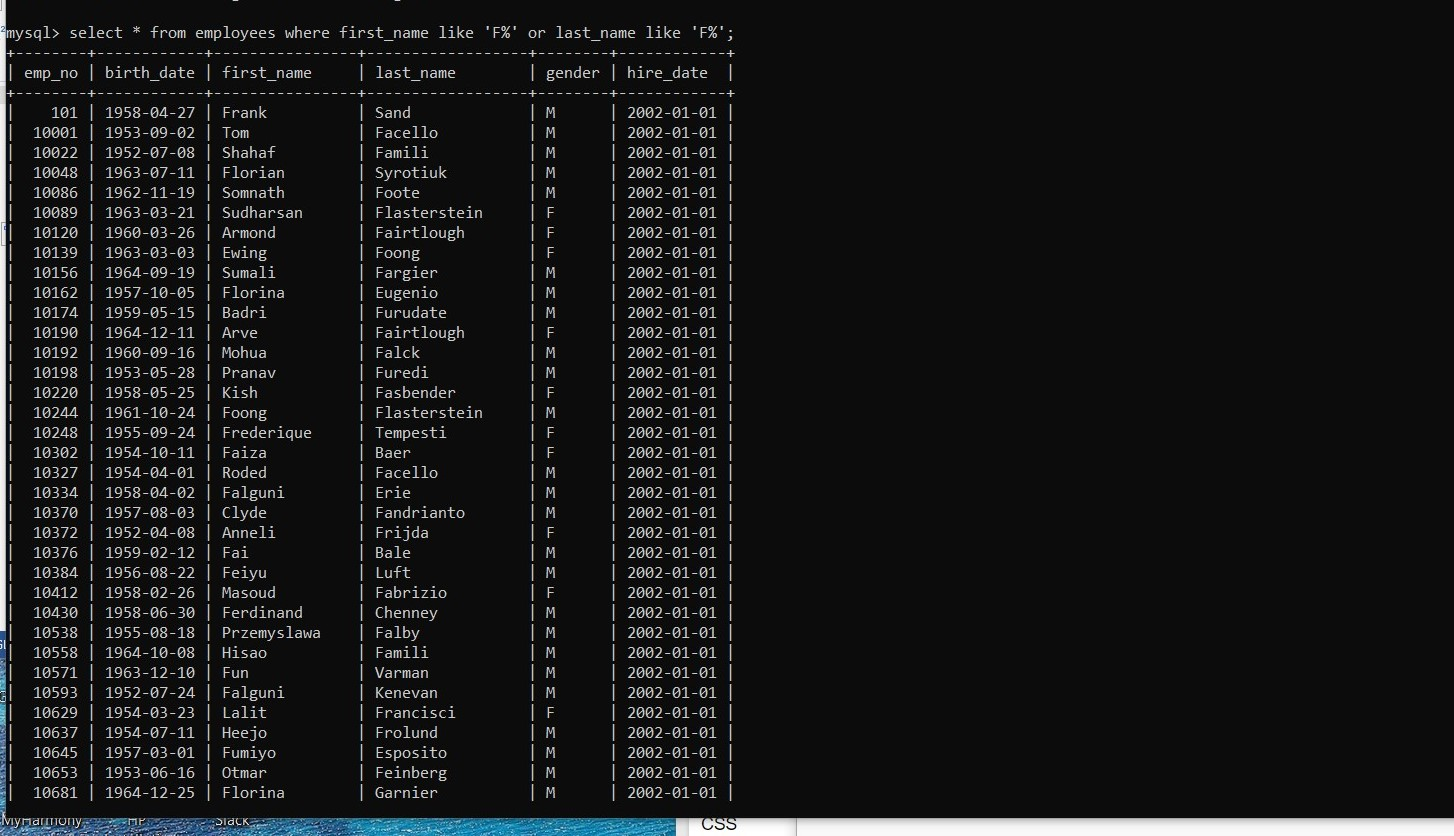 mysql> select * from employees where first_name like 'F%' or last_name like 'F%';
+--------+------------+----------------+------------------+--------+------------+
| emp_no | birth_date | first_name     | last_name        | gender | hire_date  |
+--------+------------+----------------+------------------+--------+------------+
|    101 | 1958-04-27 | Frank          | Sand             | M      | 2002-01-01 |
|  10001 | 1953-09-02 | Tom            | Facello          | M      | 2002-01-01 |
|  10022 | 1952-07-08 | Shahaf         | Famili           | M      | 2002-01-01 |
|  10048 | 1963-07-11 | Florian        | Syrotiuk         | M      | 2002-01-01 |
|  10086 | 1962-11-19 | Somnath        | Foote            | M      | 2002-01-01 |
|  10089 | 1963-03-21 | Sudharsan      | Flasterstein     | F      | 2002-01-01 |
|  10120 | 1960-03-26 | Armond         | Fairtlough       | F      | 2002-01-01 |
|  10139 | 1963-03-03 | Ewing          | Foong            | F      | 2002-01-01 |
|  10156 | 1964-09-19 | Sumali         | Fargier          | M      | 2002-01-01 |
|  10162 | 1957-10-05 | Florina        | Eugenio          | M      | 2002-01-01 |
|  10174 | 1959-05-15 | Badri          | Furudate         | M      | 2002-01-01 |
|  10190 | 1964-12-11 | Arve           | Fairtlough       | F      | 2002-01-01 |
|  10192 | 1960-09-16 | Mohua          | Falck            | M      | 2002-01-01 |
|  10198 | 1953-05-28 | Pranav         | Furedi           | M      | 2002-01-01 |
|  10220 | 1958-05-25 | Kish           | Fasbender        | F      | 2002-01-01 |
|  10244 | 1961-10-24 | Foong          | Flasterstein     | M      | 2002-01-01 |
|  10248 | 1955-09-24 | Frederique     | Tempesti         | F      | 2002-01-01 |
|  10302 | 1954-10-11 | Faiza          | Baer             | F      | 2002-01-01 |
|  10327 | 1954-04-01 | Roded          | Facello          | M      | 2002-01-01 |
|  10334 | 1958-04-02 | Falguni        | Erie             | M      | 2002-01-01 |
|  10370 | 1957-08-03 | Clyde          | Fandrianto       | M      | 2002-01-01 |
|  10372 | 1952-04-08 | Anneli         | Frijda           | F      | 2002-01-01 |
|  10376 | 1959-02-12 | Fai            | Bale             | M      | 2002-01-01 |
|  10384 | 1956-08-22 | Feiyu          | Luft             | M      | 2002-01-01 |
|  10412 | 1958-02-26 | Masoud         | Fabrizio         | F      | 2002-01-01 |
|  10430 | 1958-06-30 | Ferdinand      | Chenney          | M      | 2002-01-01 |
|  10538 | 1955-08-18 | Przemyslawa    | Falby            | M      | 2002-01-01 |
|  10558 | 1964-10-08 | Hisao          | Famili           | M      | 2002-01-01 |
|  10571 | 1963-12-10 | Fun            | Varman           | M      | 2002-01-01 |
|  10593 | 1952-07-24 | Falguni        | Kenevan          | M      | 2002-01-01 |
|  10629 | 1954-03-23 | Lalit          | Francisci        | F      | 2002-01-01 |
|  10637 | 1954-07-11 | Heejo          | Frolund          | M      | 2002-01-01 |
|  10645 | 1957-03-01 | Fumiyo         | Esposito         | M      | 2002-01-01 |
|  10653 | 1953-06-16 | Otmar          | Feinberg         | M      | 2002-01-01 |
|  10681 | 1964-12-25 | Florina        | Garnier          | M      | 2002-01-01 |
MyHarmony HP Slack
CSS